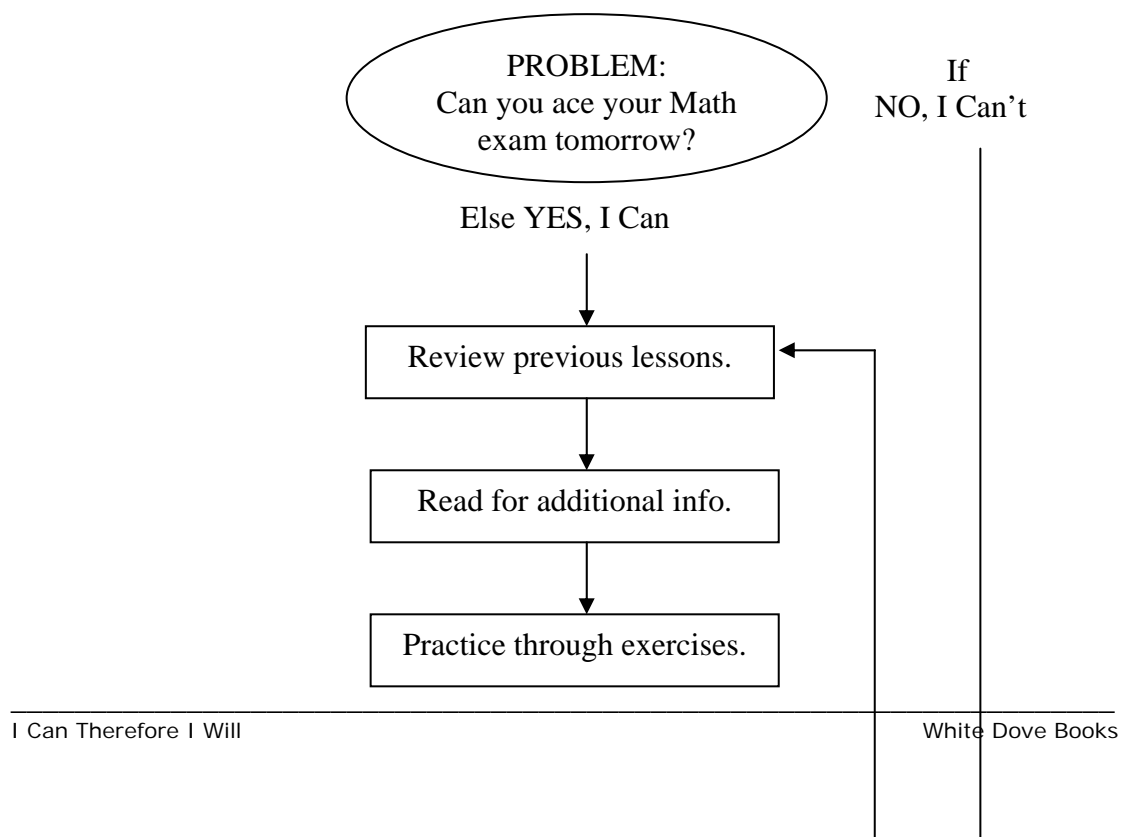 PROBLEM:
Can you ace your Math
exam tomorrow?
If
NO, I Can’t
Else YES, I Can
Review previous lessons.
Read for additional info.
Practice through exercises.
I Can Therefore I Will
White Dove Books